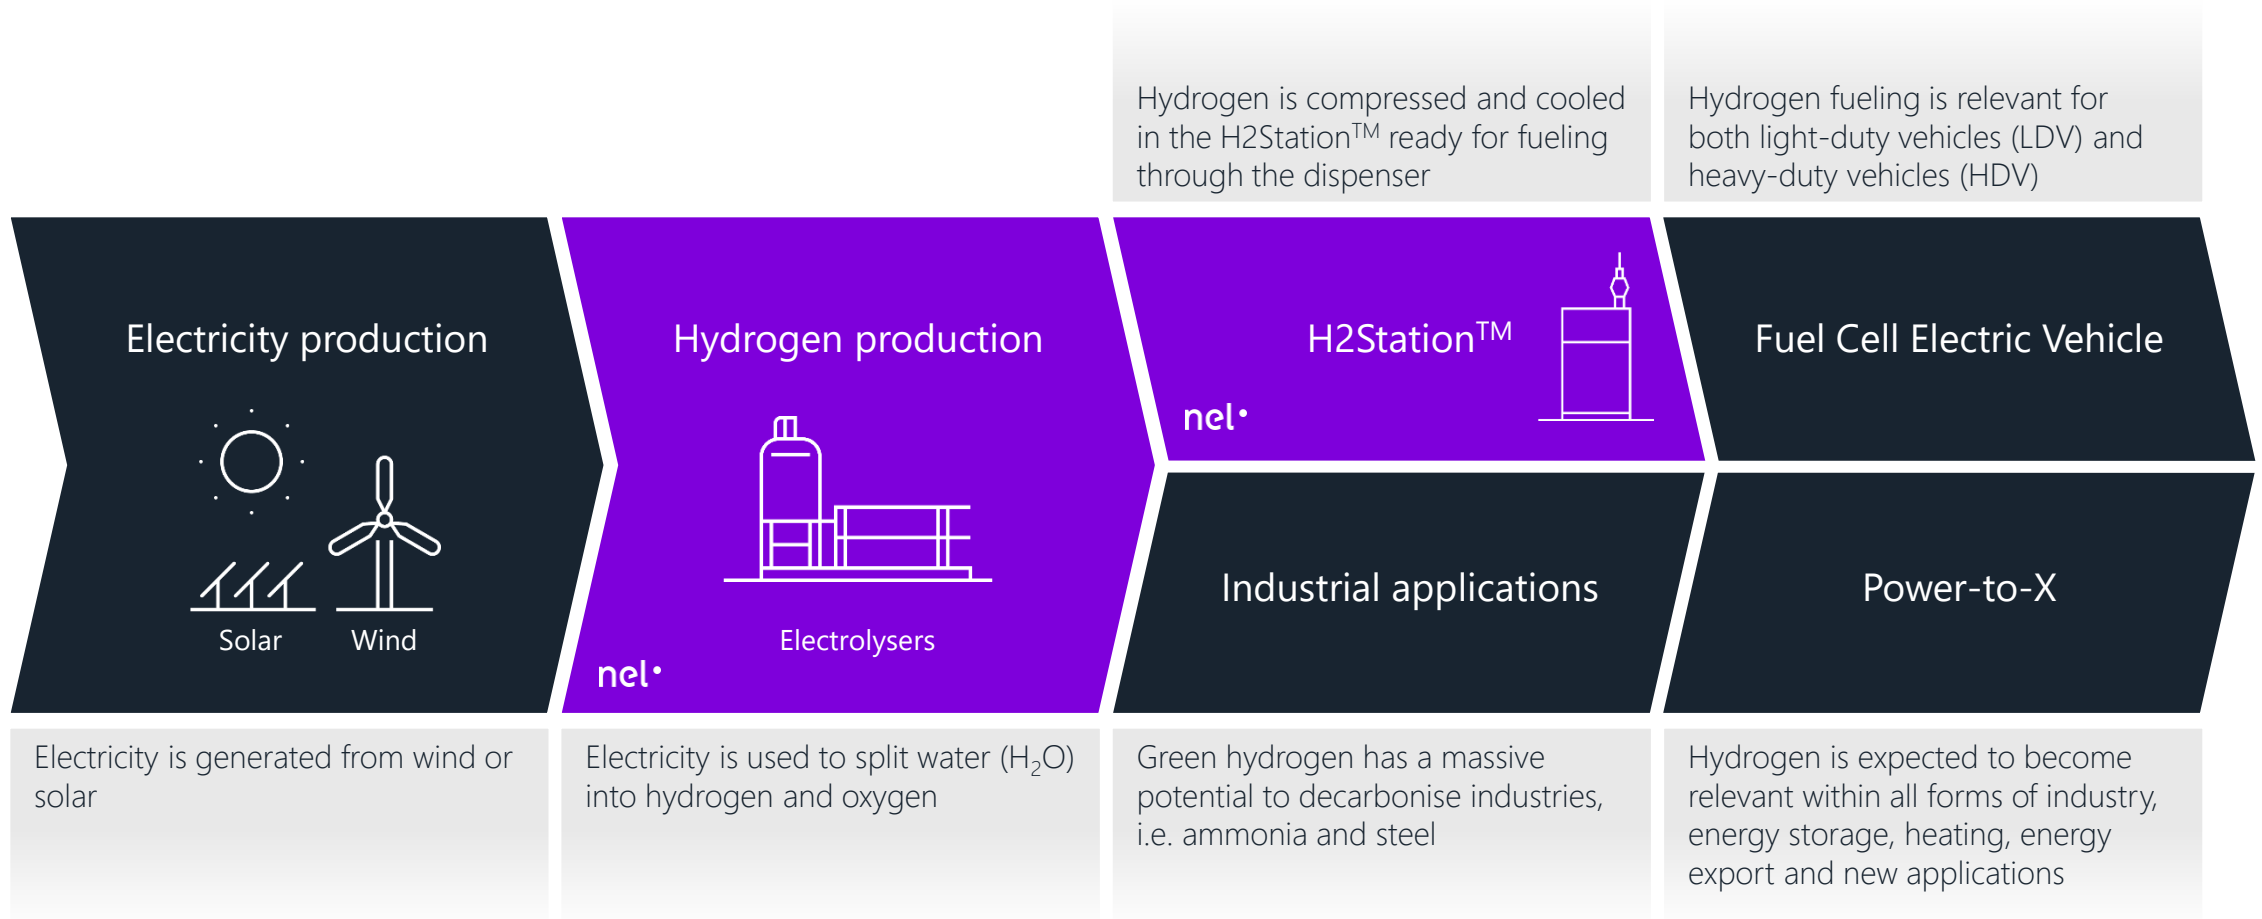 Hydrogen is compressed and cooled
in the H2Station™ ready for fueling
through the dispenser
Hydrogen fueling is relevant for
both light-duty vehicles (LDV) and
heavy-duty vehicles (HDV)
Electricity production
Solar
Wind
Hydrogen production
Electrolysers
nel
H2Station™
nel
Fuel Cell Electric Vehicle
Industrial applications
Power-to-X
Electricity is generated from wind or
solar
Electricity is used to split water (H₂O)
into hydrogen and oxygen
Green hydrogen has a massive
potential to decarbonise industries,
i.e. ammonia and steel
Hydrogen is expected to become
relevant within all forms of industry,
energy storage, heating, energy
export and new applications